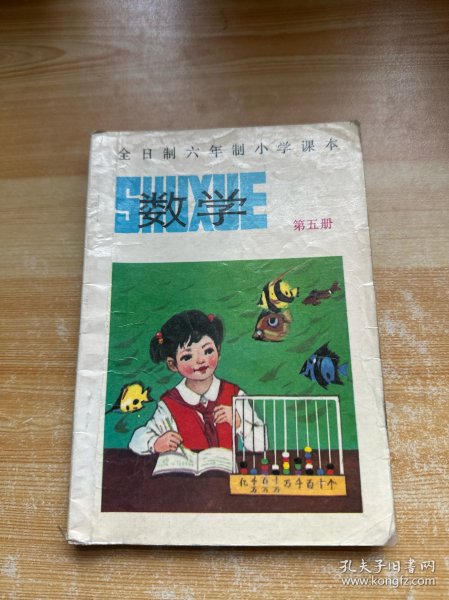 全日制六年制小学课本
SHUXUE
数学
第五册
亿 千万 百万 十万 万 千 百 十 个
孔夫子旧书网
www.kongfz.com